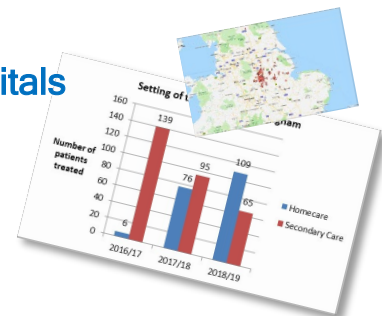 itals
Setting of t
gham
Number of
patients
treated
160
140
120
100
80
60
40
20
0
139
6
76
95
109
65
2016/17
2017/18
2018/19
Homecare
Secondary Care